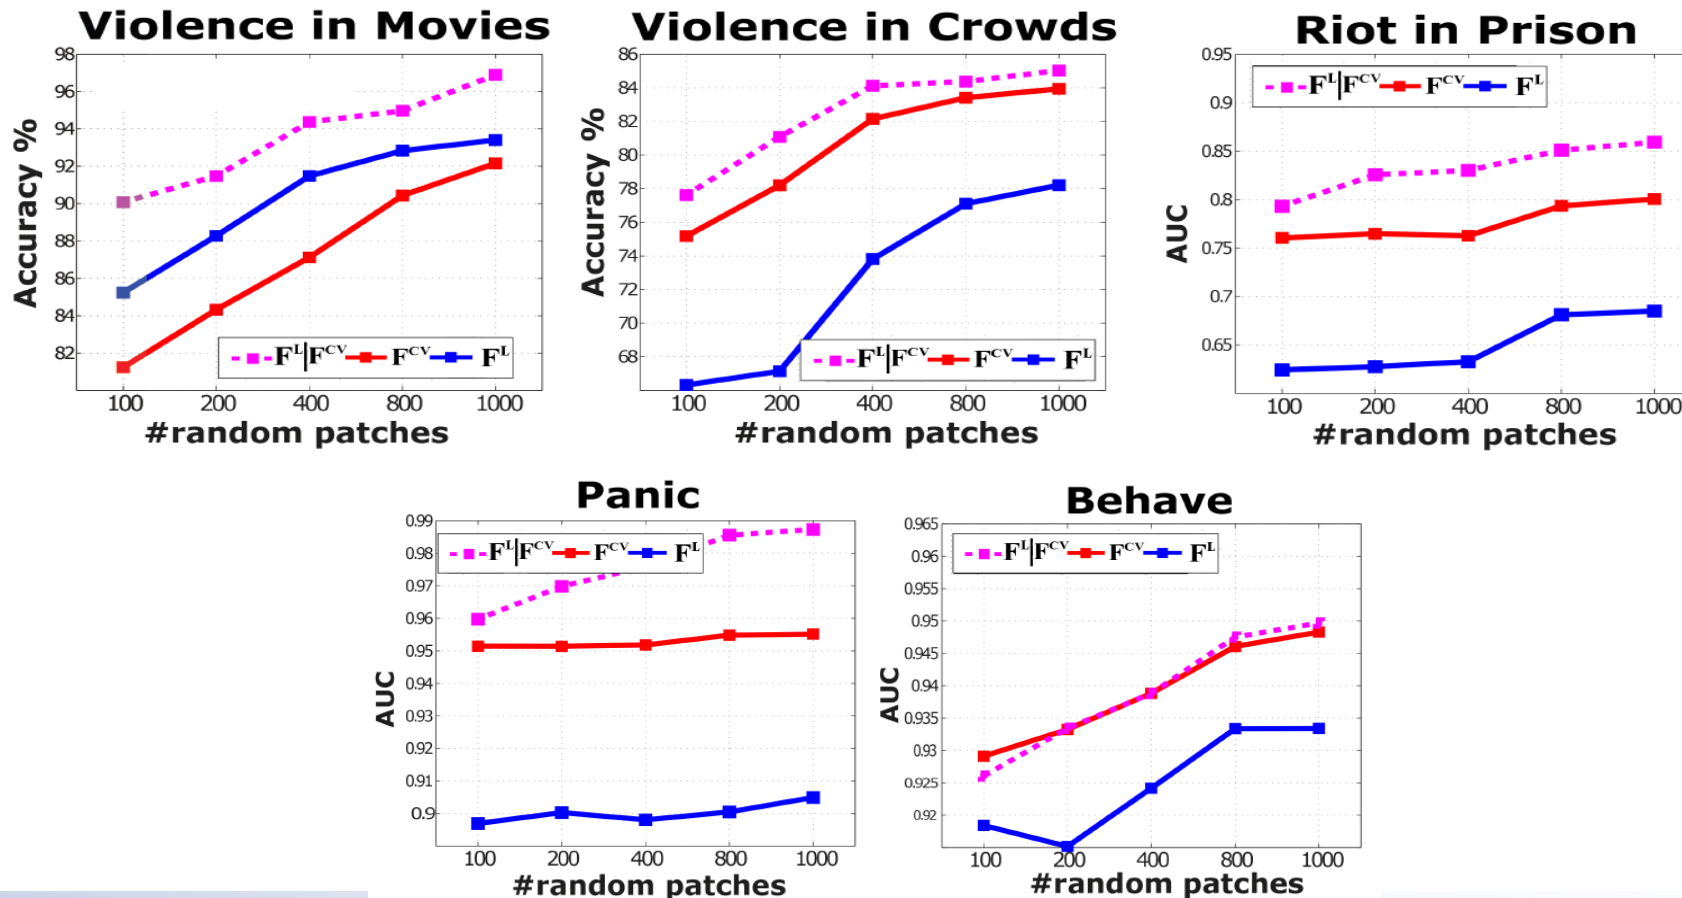 Violence in Movies
98
96
94
92
90
88
86
84
82
Accuracy %
F^L|F^CV F^CV F^L
100 200 400 800 1000
#random patches
Violence in Crowds
86
84
82
80
78
76
74
72
70
68
Accuracy %
F^L|F^CV F^CV F^L
100 200 400 800 1000
#random patches
Riot in Prison
0.95
0.9
0.85
0.8
0.75
0.7
0.65
AUC
F^L|F^CV F^CV F^L
100 200 400 800 1000
#random patches
Panic
0.99
0.98
0.97
0.96
0.95
0.94
0.93
0.92
0.91
0.9
AUC
F^L|F^CV F^CV F^L
100 200 400 800 1000
#random patches
Behave
0.965
0.96
0.955
0.95
0.945
0.94
0.935
0.93
0.925
0.92
AUC
F^L|F^CV F^CV F^L
100 200 400 800 1000
#random patches